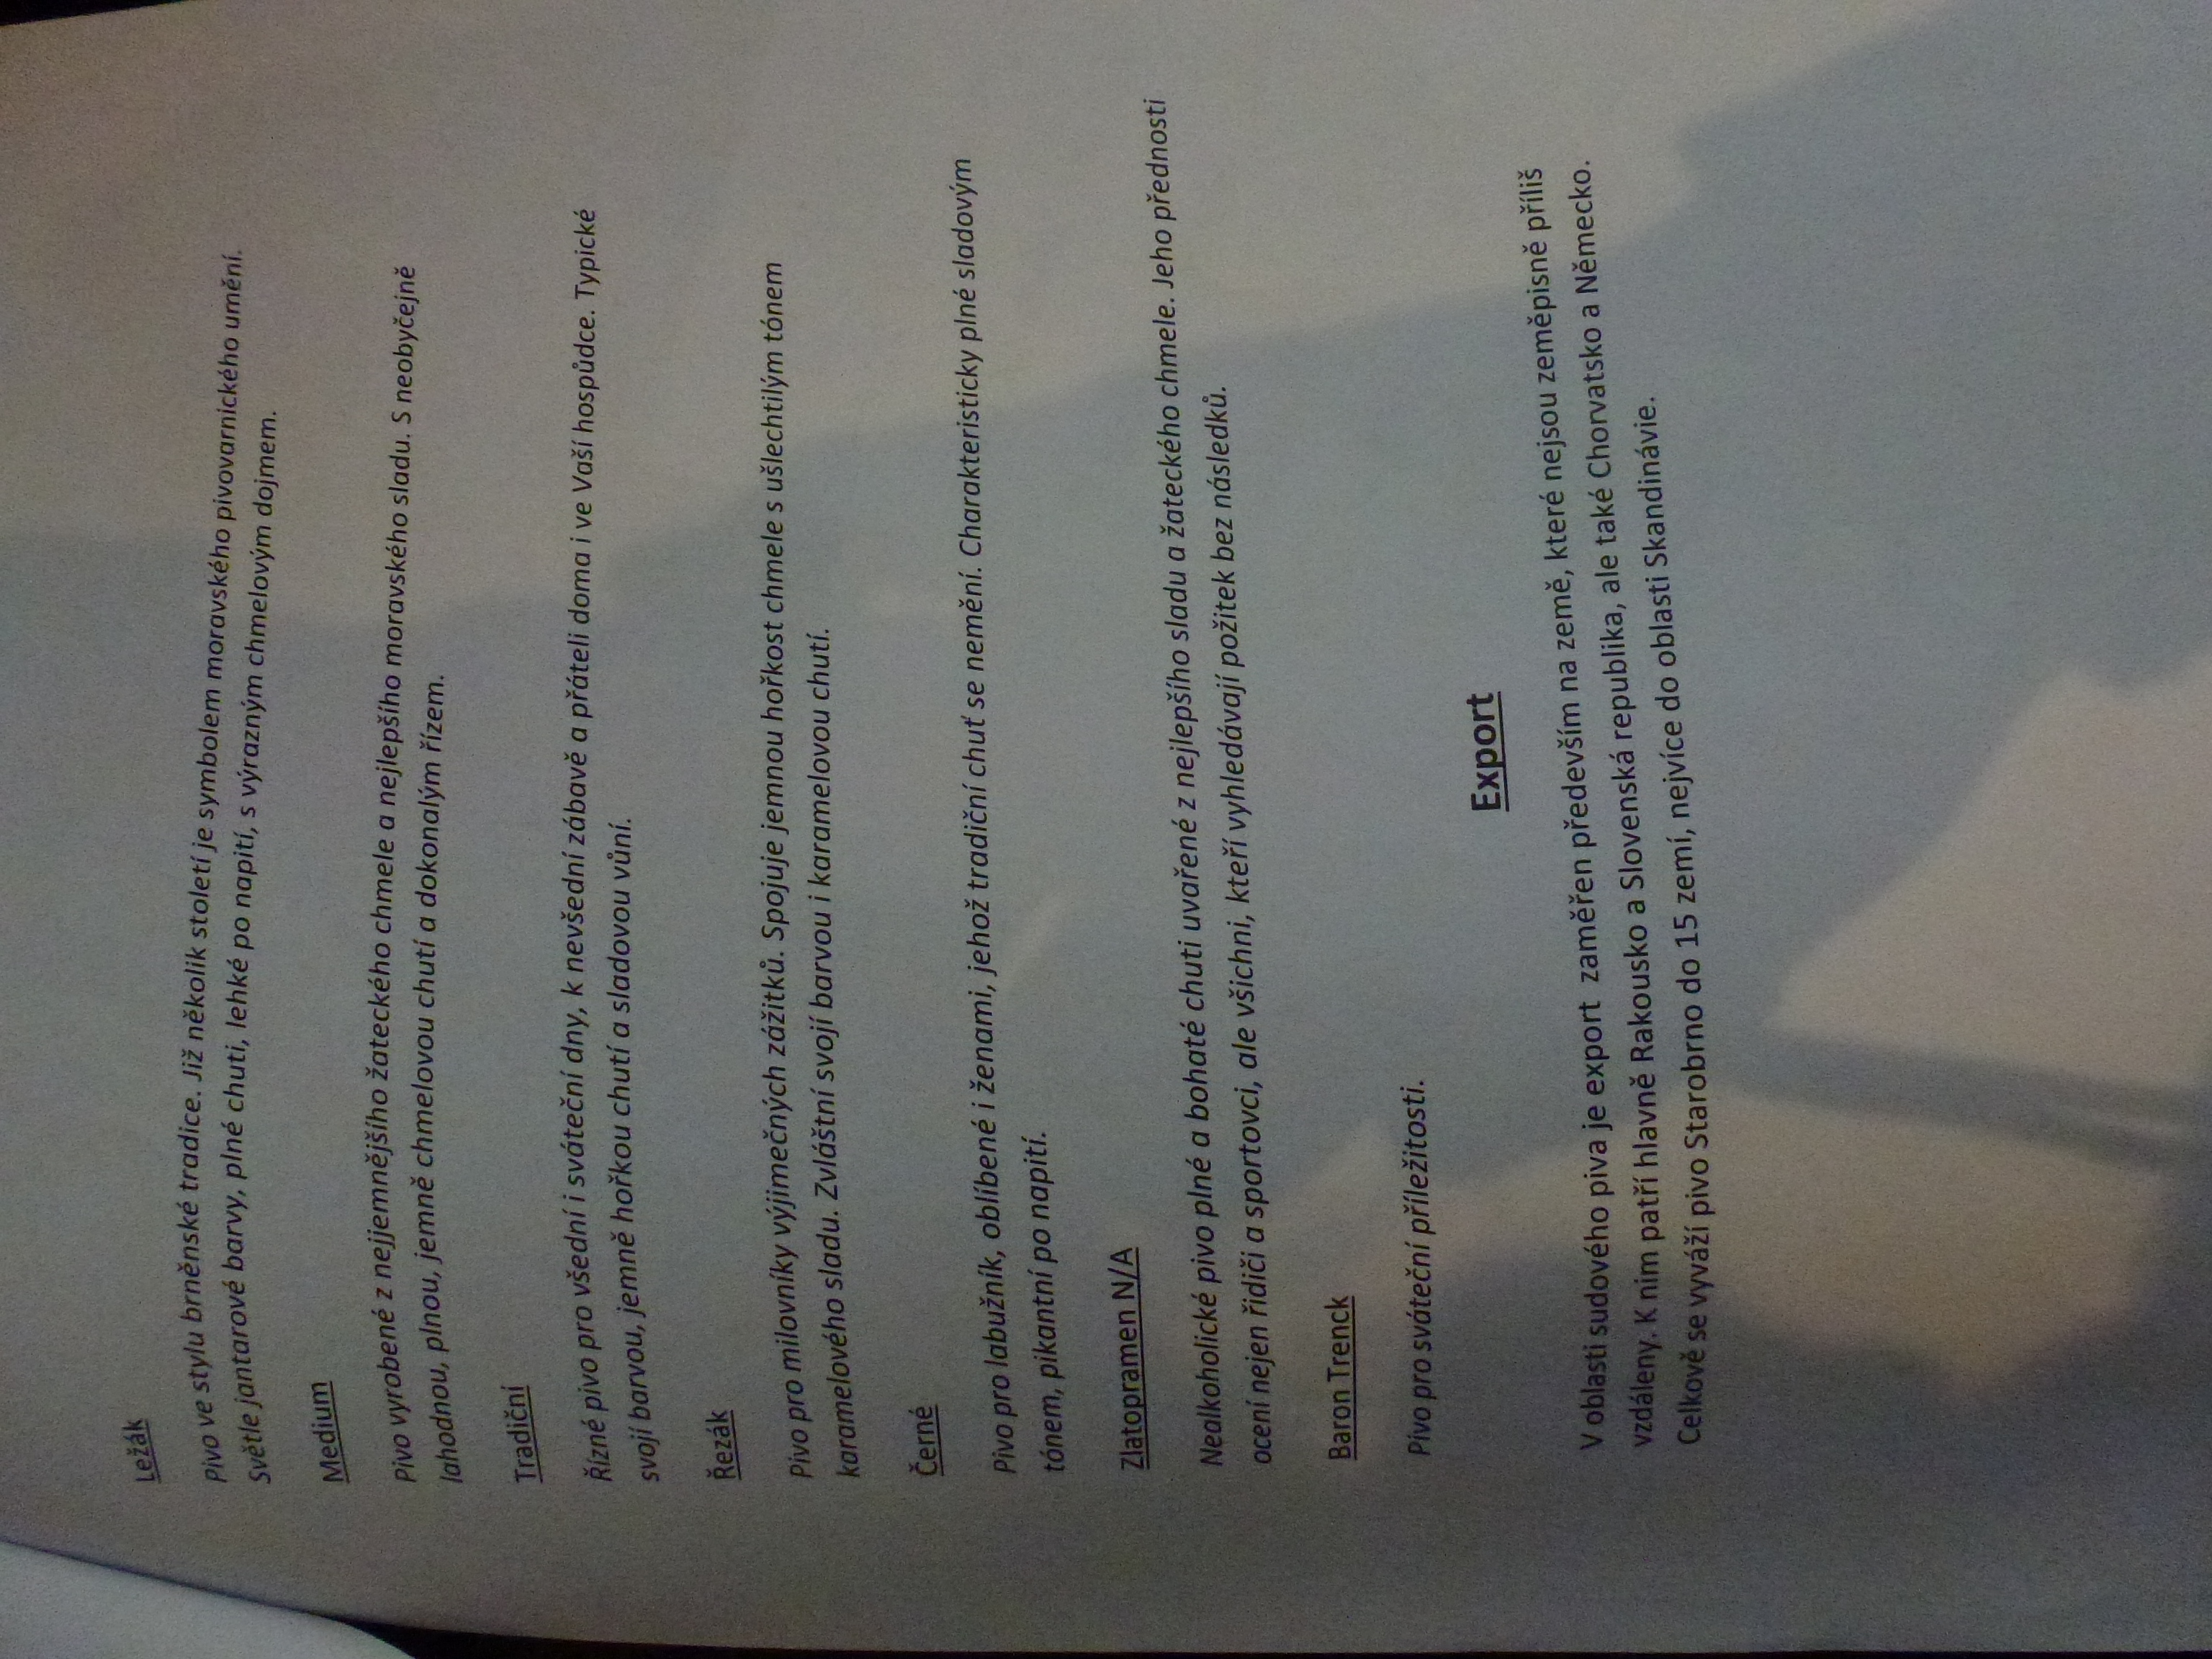 Ležák
Pivo ve stylu brněnské tradice. Již několik století je symbolem moravského pivovarnického umění.
Světle jantarové barvy, plné chuti, lehké po napití, s výrazným chmelovým dojmem.
Medium
Pivo vyrobené z nejjemnějšího žateckého chmele a nejlepšího moravského sladu. S neobyčejně
lahodnou, plnou, jemně chmelovou chutí a dokonalým řízem.
Tradiční
Řízné pivo pro všední i sváteční dny, k nevšední zábavě a přáteli doma i ve Vaší hospůdce. Typické
svojí barvou, jemně hořkou chutí a sladovou vůní.
Řezák
Pivo pro milovníky výjimečných zážitků. Spojuje jemnou hořkost chmele s ušlechtilým tónem
karamelového sladu. Zvláštní svojí barvou i karamelovou chutí.
Černé
Pivo pro labužník, oblíbené i ženami, jehož tradiční chuť se nemění. Charakteristicky plné sladovým
tónem, pikantní po napití.
Zlatopramen N/A
Nealkoholické pivo plné a bohaté chuti uvařené z nejlepšího sladu a žateckého chmele. Jeho přednosti
ocení nejen řidiči a sportovci, ale všichni, kteří vyhledávají požitek bez následků.
Baron Trenck
Pivo pro sváteční příležitosti.
Export
V oblasti sudového piva je export zaměřen především na země, které nejsou zeměpisně příliš
vzdáleny. K nim patří hlavně Rakousko a Slovenská republika, ale také Chorvatsko a Německo.
Celkově se vyváží pivo Starobrno do 15 zemí, nejvíce do oblasti Skandinávie.